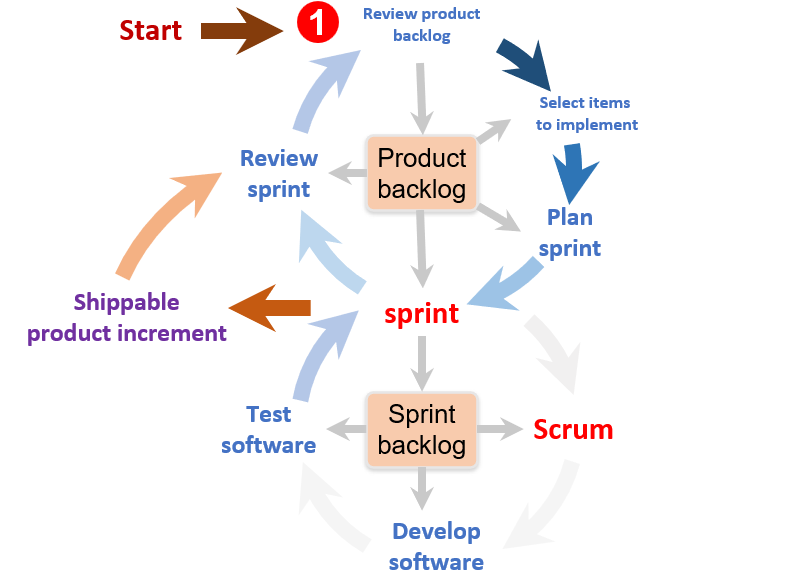 Start
1
Review product
backlog
Select items
to implement
Review
sprint
Product
backlog
Plan
sprint
Shippable
product increment
sprint
Test
software
Sprint
backlog
Scrum
Develop
software